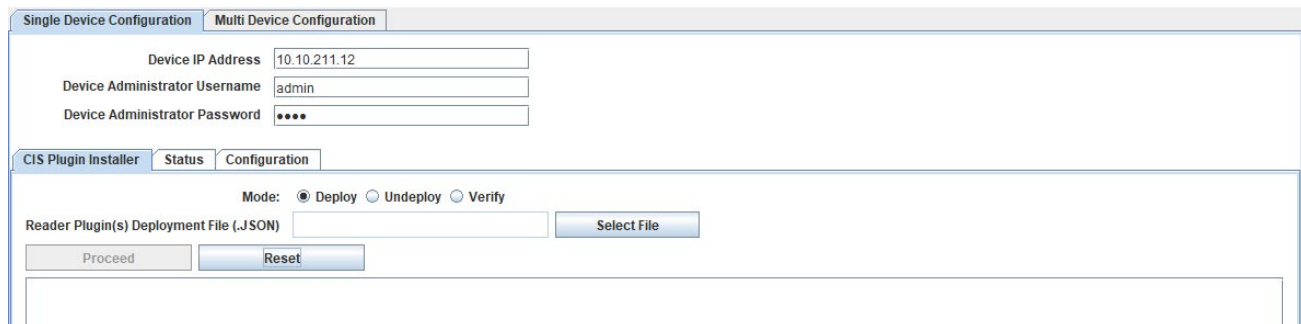 Single Device Configuration Multi Device Configuration
Device IP Address 10.10.211.12
Device Administrator Username admin
Device Administrator Password ••••
CIS Plugin Installer Status Configuration
Mode: Deploy Undeploy Verify
Reader Plugin(s) Deployment File (.JSON) Select File
Proceed Reset